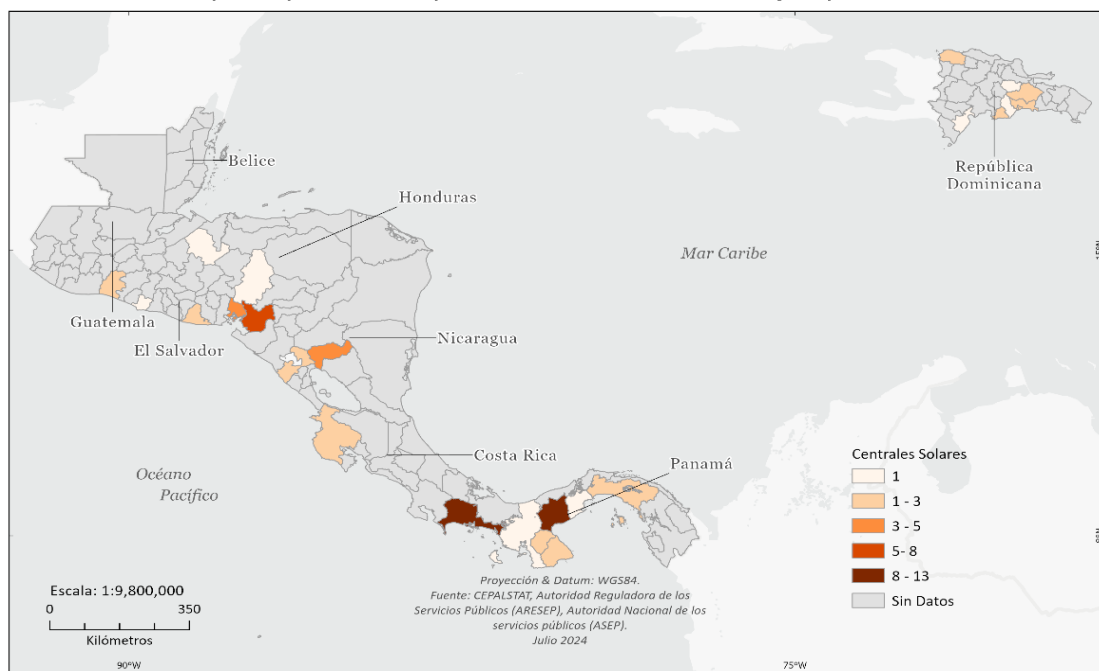 Belice
Honduras
República
Dominicana
Mar Caribe
15°N
Guatemala
El Salvador
Nicaragua
Océano
Pacífico
Costa Rica
Panamá
Centrales Solares
1
1 - 3
3 - 5
5- 8
8 - 13
Sin Datos
Escala: 1:9,800,000
0 350
Kilómetros
Proyección & Datum: WGS84.
Fuente: CEPALSTAT, Autoridad Reguladora de los
Servicios Públicos (ARESEP), Autoridad Nacional de los
servicios públicos (ASEP).
Julio 2024
90°W
75°W